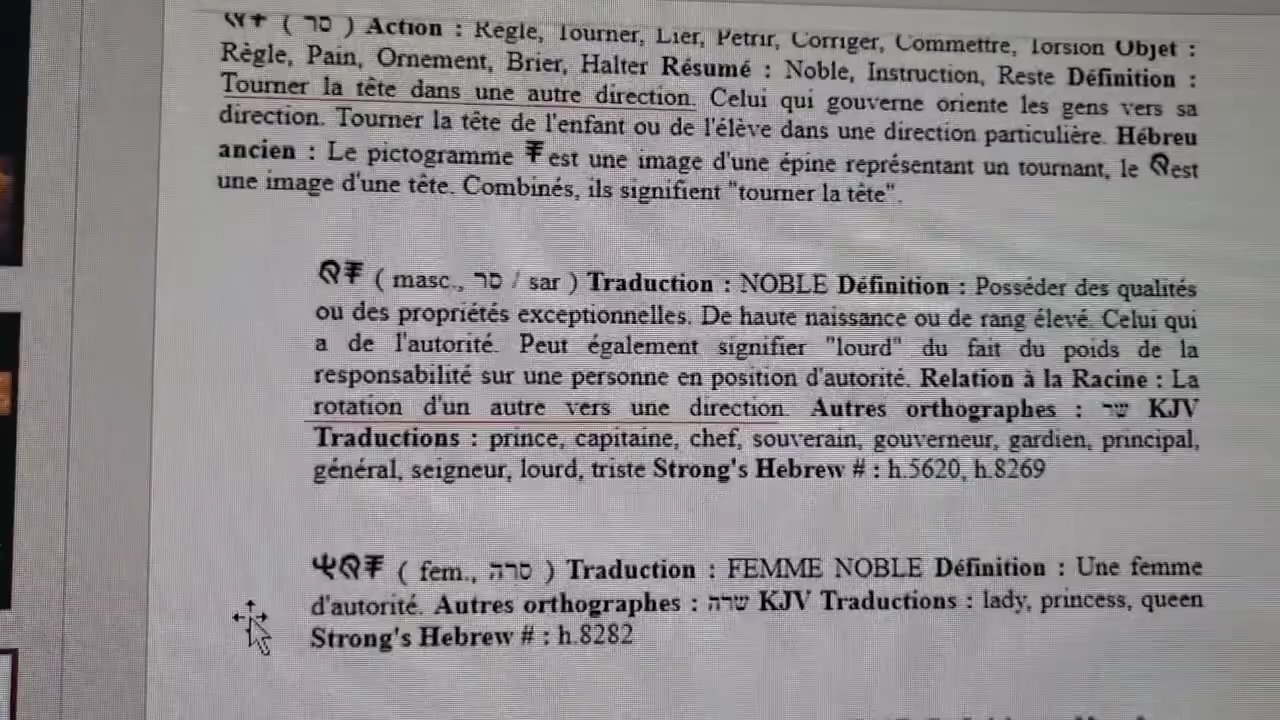 ( סר ) Action : Règle, Tourner, Lier, Pétrir, Corriger, Commettre, Torsion Objet :
Règle, Pain, Ornement, Brier, Halter Résumé : Noble, Instruction, Reste Définition :
Tourner la tête dans une autre direction. Celui qui gouverne oriente les gens vers sa
direction. Tourner la tête de l'enfant ou de l'élève dans une direction particulière. Hébreu
ancien : Le pictogramme est une image d'une épine représentant un tournant, le est
une image d'une tête. Combinés, ils signifient "tourner la tête".
( masc., סר / sar ) Traduction : NOBLE Définition : Posséder des qualités
ou des propriétés exceptionnelles. De haute naissance ou de rang élevé. Celui qui
a de l'autorité. Peut également signifier "lourd" du fait du poids de la
responsabilité sur une personne en position d'autorité. Relation à la Racine : La
rotation d'un autre vers une direction. Autres orthographes : שר KJV
Traductions : prince, capitaine, chef, souverain, gouverneur, gardien, principal,
général, seigneur, lourd, triste Strong's Hebrew # : h.5620, h.8269
( fem., סרה ) Traduction : FEMME NOBLE Définition : Une femme
d'autorité. Autres orthographes : שרה KJV Traductions : lady, princess, queen
Strong's Hebrew # : h.8282